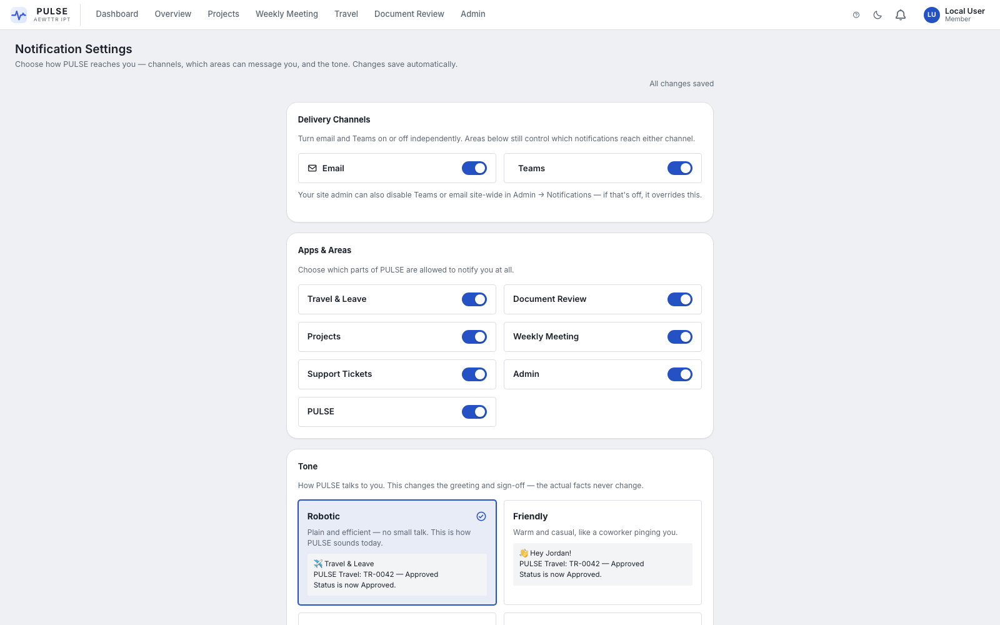 PULSE
AEWTTR IPT
Dashboard
Overview
Projects
Weekly Meeting
Travel
Document Review
Admin
LU
Local User
Member
Notification Settings
Choose how PULSE reaches you — channels, which areas can message you, and the tone. Changes save automatically.
All changes saved
Delivery Channels
Turn email and Teams on or off independently. Areas below still control which notifications reach either channel.
Email
Teams
Your site admin can also disable Teams or email site-wide in Admin → Notifications — if that's off, it overrides this.
Apps & Areas
Choose which parts of PULSE are allowed to notify you at all.
Travel & Leave
Document Review
Projects
Weekly Meeting
Support Tickets
Admin
PULSE
Tone
How PULSE talks to you. This changes the greeting and sign-off — the actual facts never change.
Robotic
Plain and efficient — no small talk. This is how
PULSE sounds today.
✈️ Travel & Leave
PULSE Travel: TR-0042 — Approved
Status is now Approved.
Friendly
Warm and casual, like a coworker pinging you.
👋 Hey Jordan!
PULSE Travel: TR-0042 — Approved
Status is now Approved.